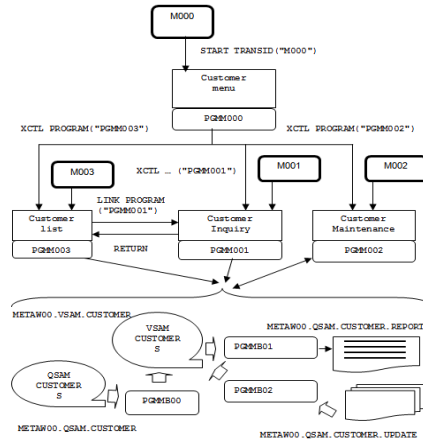 M000
START TRANSID("M000")
Customer
menu
PGMM000
XCTL PROGRAM("PGMM003")
XCTL PROGRAM("PGMM002")
M003
XCTL … ("PGMM001")
M001
M002
LINK PROGRAM
("PGMM001")
Customer
list
PGMM003
RETURN
Customer
Inquiry
PGMM001
Customer
Maintenance
PGMM002
METAW00.VSAM.CUSTOMER
VSAM
CUSTOMER
S
METAW00.QSAM.CUSTOMER.REPORT
PGMMB01
QSAM
CUSTOMER
S
PGMMB00
PGMMB02
METAW00.QSAM.CUSTOMER
METAW00.QSAM.CUSTOMER.UPDATE